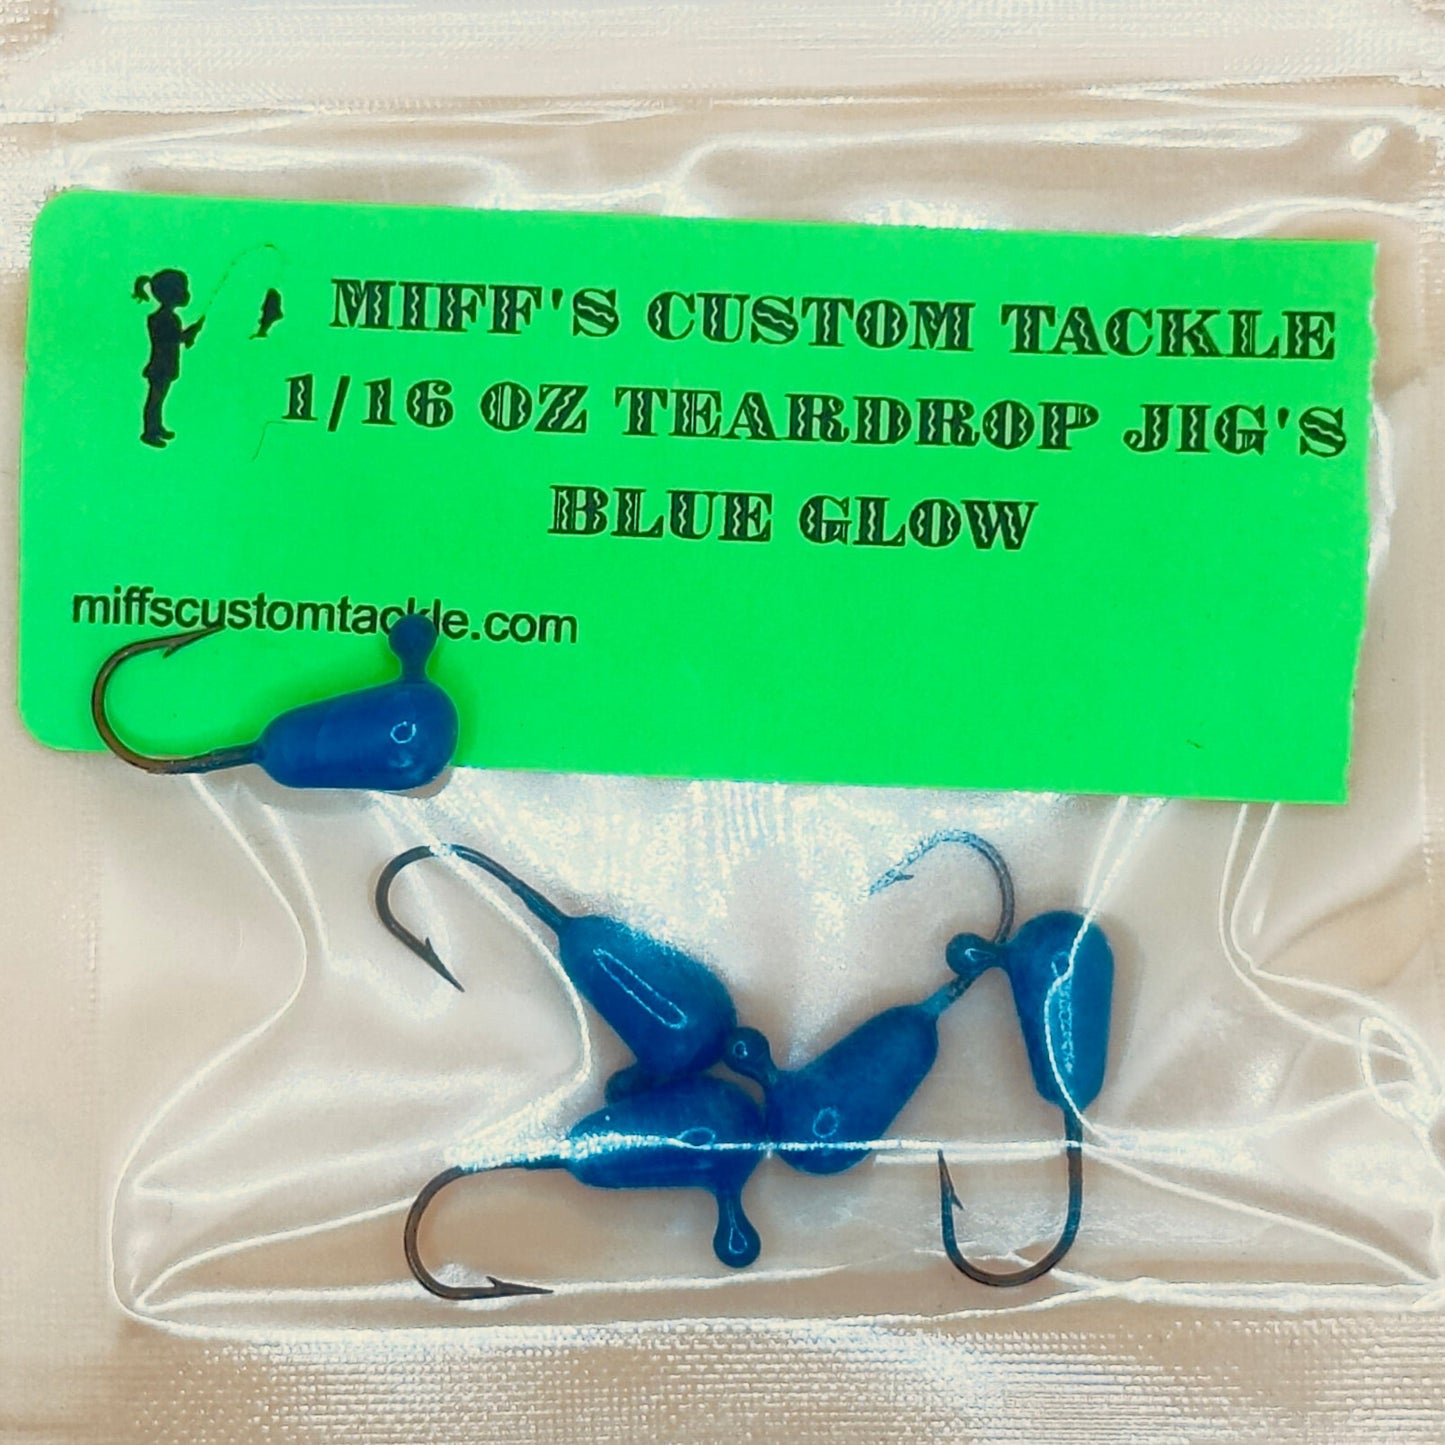 MIFF'S CUSTOM TACKLE
1/16 OZ TEARDROP JIG'S
BLUE GLOW
miffscustomtackle.com